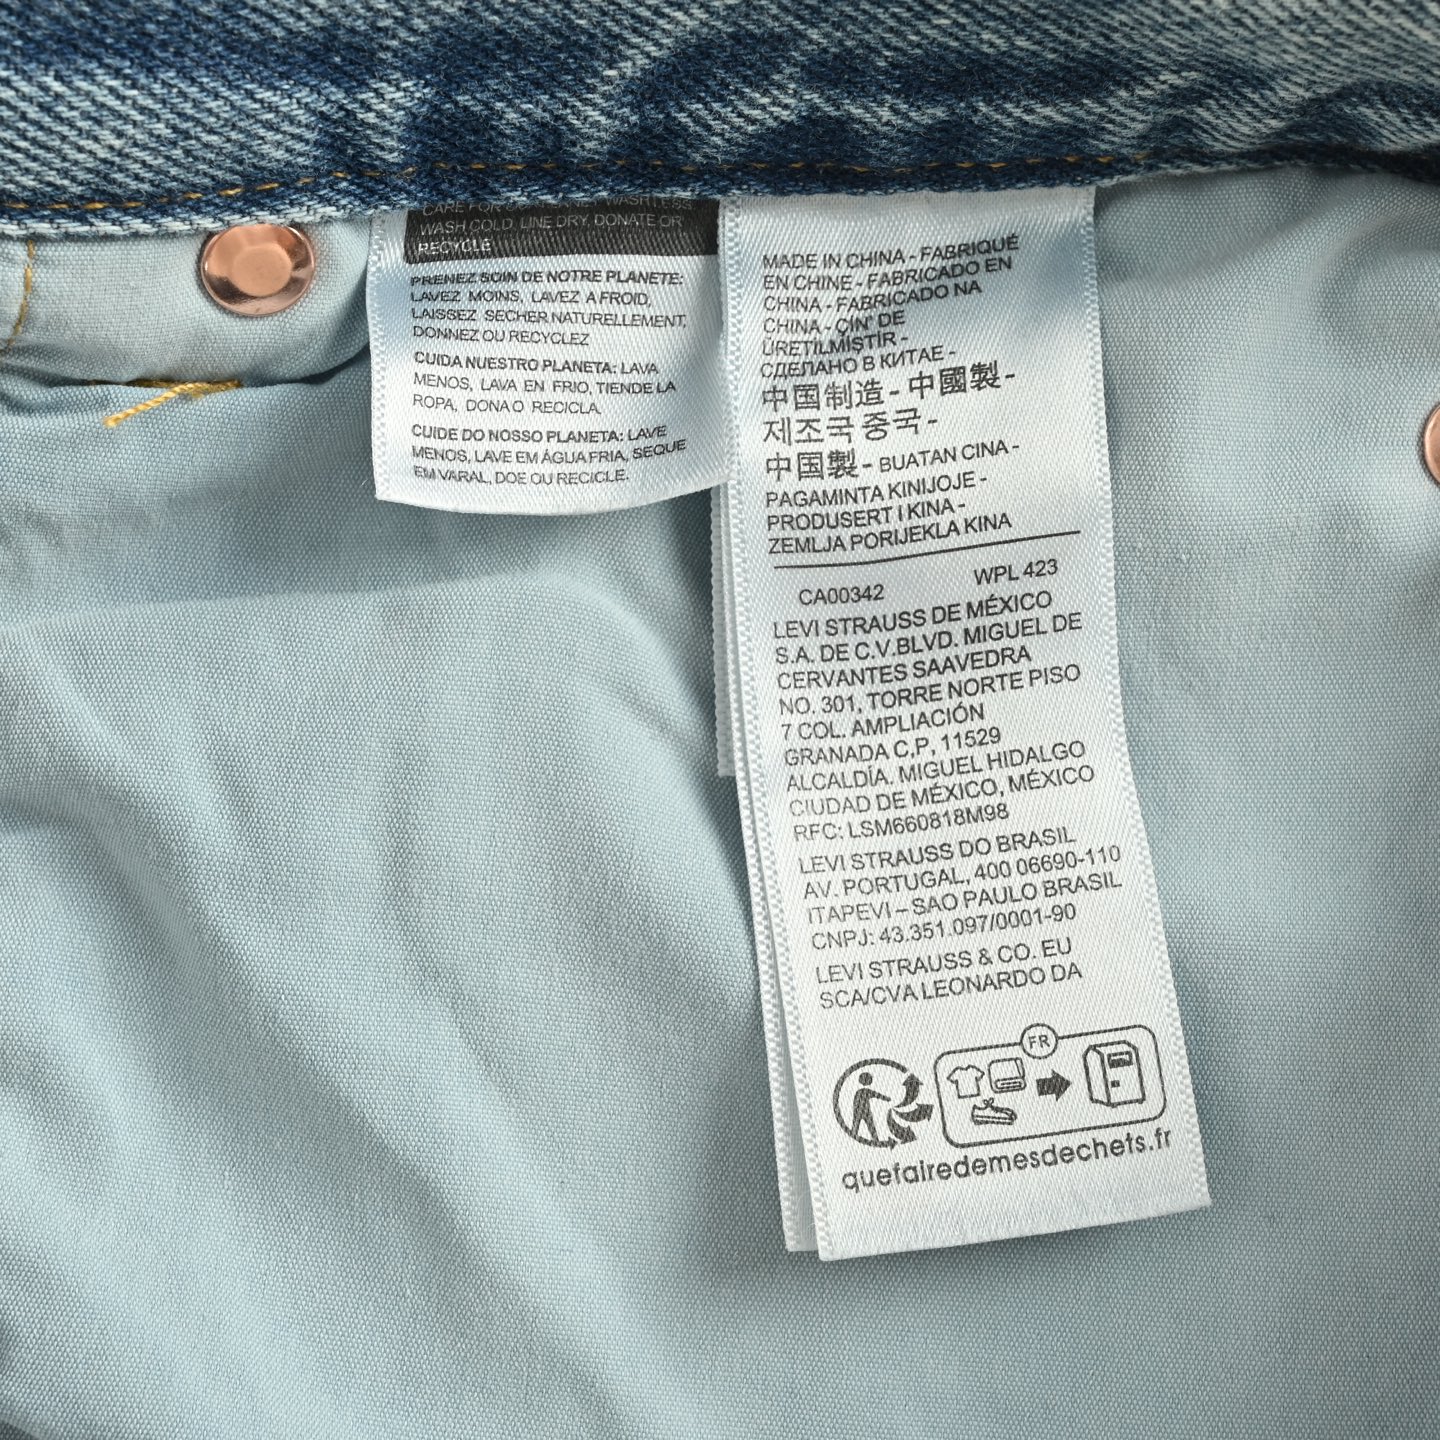 CARE FOR
WASH COLD, LINE DRY, DONATE OR
RECYCLE
PRENEZ SOIN DE NOTRE PLANETE:
LAVEZ MOINS, LAVEZ A FROID,
LAISSEZ SECHER NATURELLEMENT,
DONNEZ OU RECYCLEZ
CUIDA NUESTRO PLANETA: LAVA
MENOS, LAVA EN FRIO, TIENDE LA
ROPA, DONA O RECICLA.
CUIDE DO NOSSO PLANETA: LAVE
MENOS, LAVE EM ÁGUA FRIA, SEQUE
EM VARAL, DOE OU RECICLE.
MADE IN CHINA - FABRIQUÉ
EN CHINE - FABRICADO EN
CHINA - FABRICADO NA
CHINA - ÇİN' DE
ÜRETİLMİŞTİR -
СДЕЛАНО В КИТАЕ -
中国制造 - 中國製 -
제조국 중국 -
中国製 - BUATAN CINA -
PAGAMINTA KINIJOJE -
PRODUSERT I KINA -
ZEMLJA PORIJEKLA KINA
CA00342 WPL 423
LEVI STRAUSS DE MÉXICO
S.A. DE C.V.BLVD. MIGUEL DE
CERVANTES SAAVEDRA
NO. 301, TORRE NORTE PISO
7 COL. AMPLIACIÓN
GRANADA C,P, 11529
ALCALDÍA. MIGUEL HIDALGO
CIUDAD DE MÉXICO, MÉXICO
RFC: LSM660818M98
LEVI STRAUSS DO BRASIL
AV. PORTUGAL, 400 06690-110
ITAPEVI – SAO PAULO BRASIL
CNPJ: 43.351.097/0001-90
LEVI STRAUSS & CO. EU
SCA/CVA LEONARDO DA
FR
quefairedemesdechets.fr